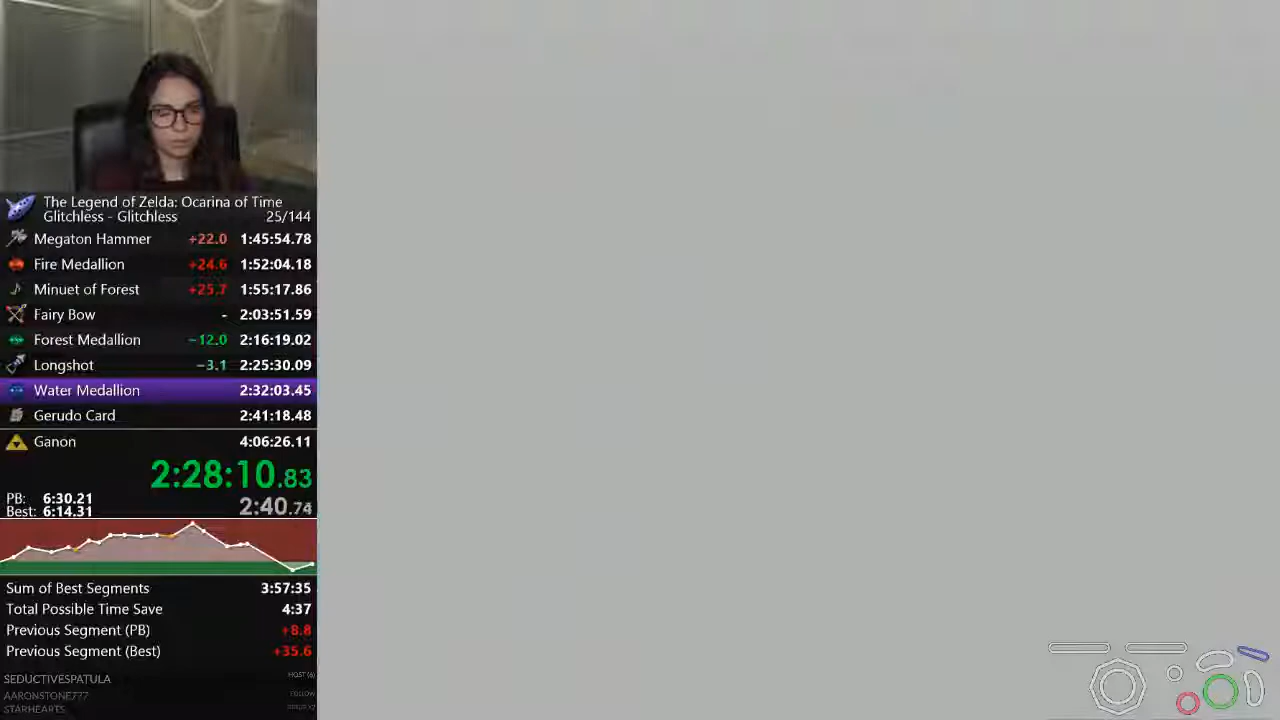 The Legend of Zelda: Ocarina of Time
Glitchless - Glitchless 25/144
Megaton Hammer +22.0 1:45:54.78
Fire Medallion +24.6 1:52:04.18
Minuet of Forest +25.7 1:55:17.86
Fairy Bow - 2:03:51.59
Forest Medallion −12.0 2:16:19.02
Longshot −3.1 2:25:30.09
Water Medallion 2:32:03.45
Gerudo Card 2:41:18.48
Ganon 4:06:26.11
2:28:10.83
PB: 6:30.21
Best: 6:14.31
2:40.74
Sum of Best Segments 3:57:35
Total Possible Time Save 4:37
Previous Segment (PB) +8.8
Previous Segment (Best) +35.6
SEDUCTIVESPATULA HOST (6)
AARONSTONE777 FOLLOW
STARHEARTS